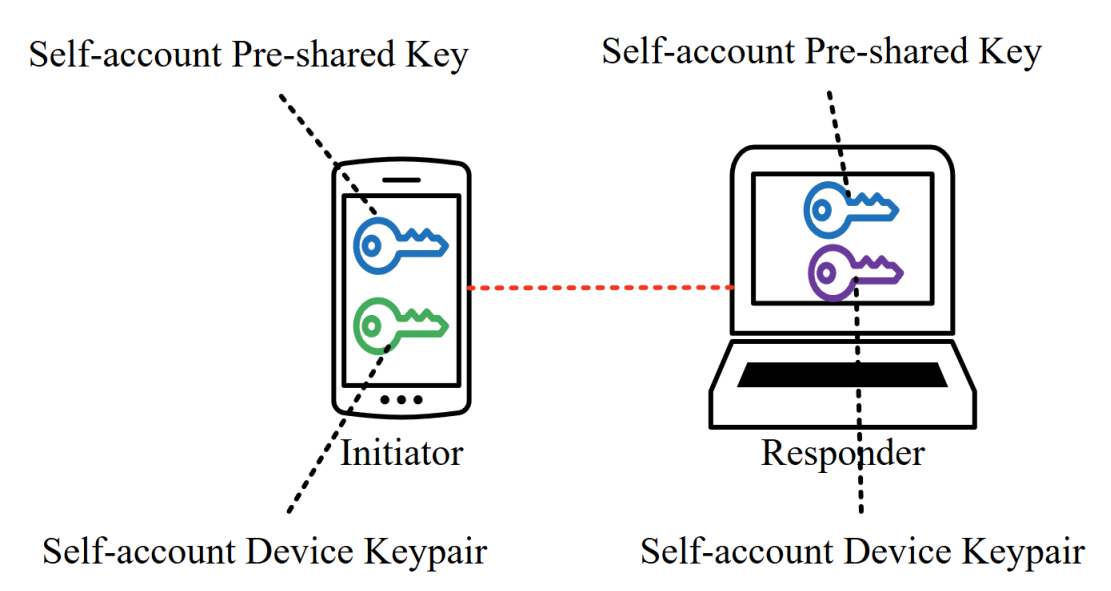 Self-account Pre-shared Key
Self-account Pre-shared Key
Initiator
Responder
Self-account Device Keypair
Self-account Device Keypair